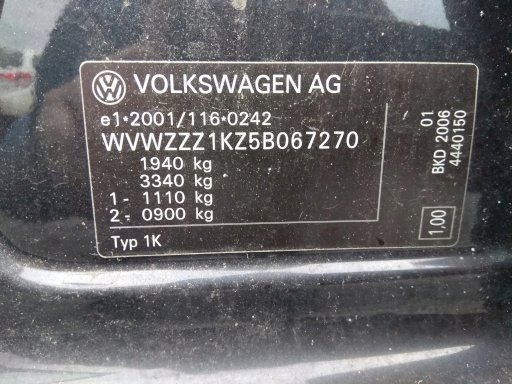 VOLKSWAGEN AG
e1*2001/116*0242
WVWZZZ1KZ5B067270
1940 kg
3340 kg
1 - 1110 kg
2 - 0900 kg
Typ 1K
01
BKD 2006
4440150
1,00